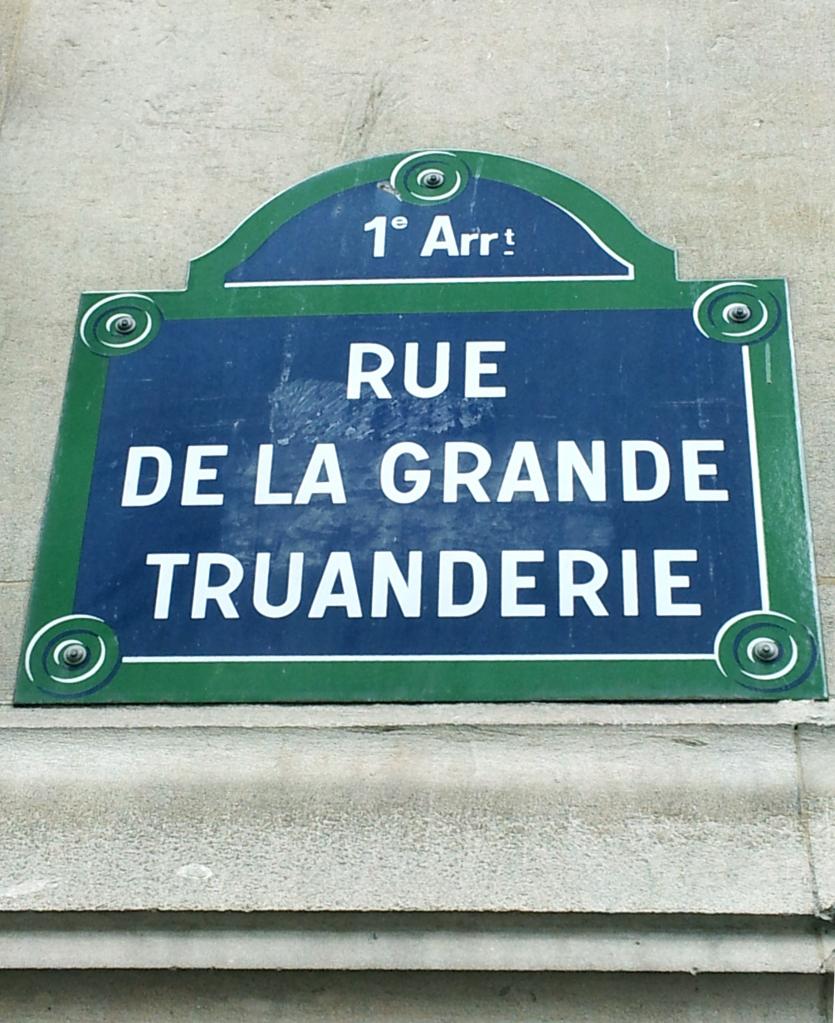 1e Arrt
RUE
DE LA GRANDE
TRUANDERIE